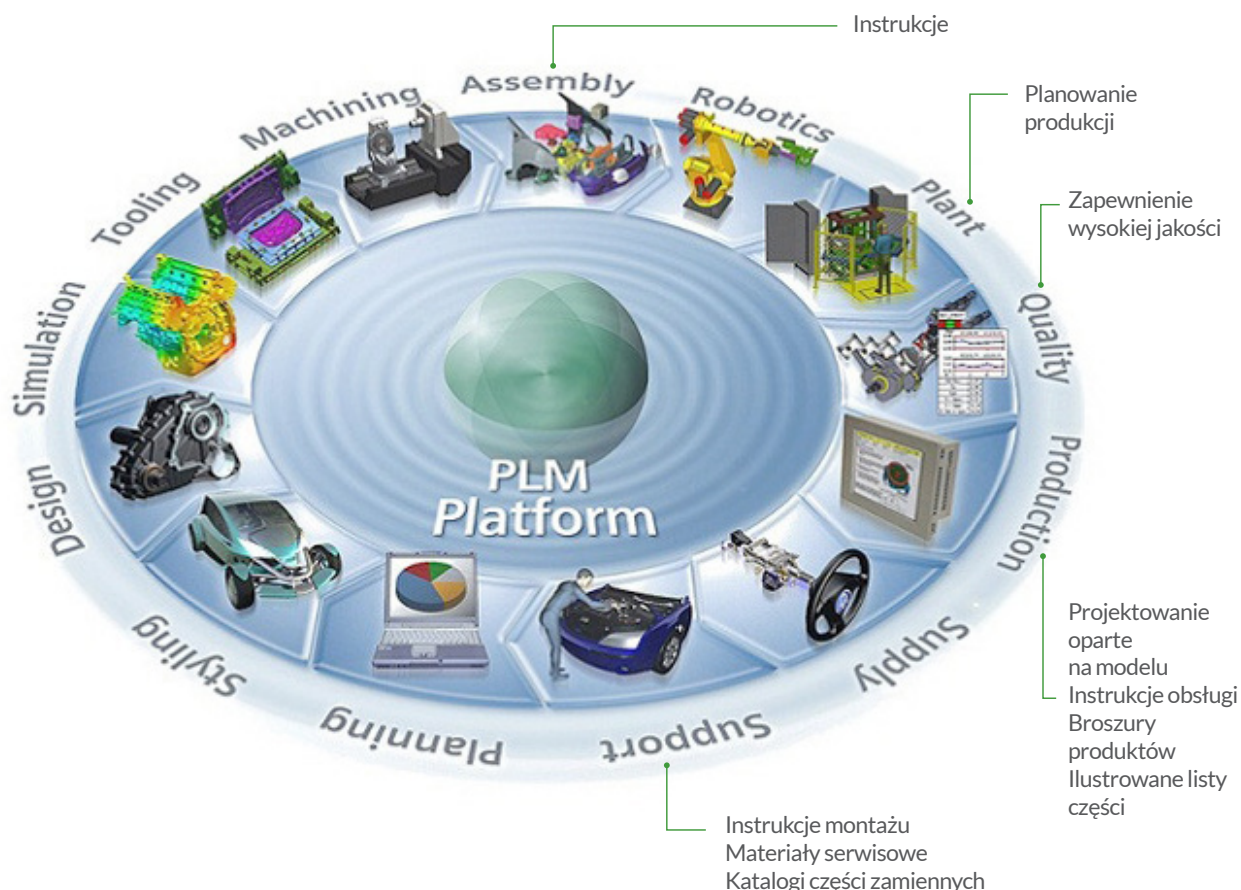 Instrukcje
Assembly
Robotics
Machining
Planowanie
produkcji
Plant
Tooling
Zapewnienie
wysokiej jakości
Quality
Simulation
Production
Design
PLM
Platform
Supply
Styling
Planning
Support
Projektowanie
oparte
na modelu
Instrukcje obsługi
Broszury
produktów
Ilustrowane listy
części
Instrukcje montażu
Materiały serwisowe
Katalogi części zamiennych